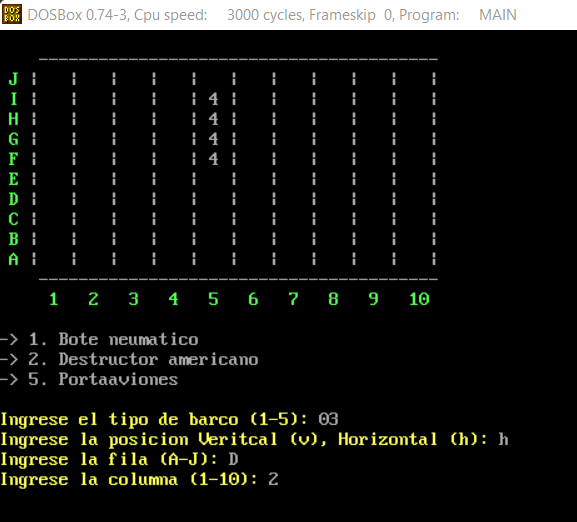 DOSBox 0.74-3, Cpu speed: 3000 cycles, Frameskip 0, Program: MAIN
J ¦ ¦ ¦ ¦ ¦ ¦ ¦ ¦ ¦ ¦ ¦
I ¦ ¦ ¦ ¦ ¦ 4 ¦ ¦ ¦ ¦ ¦ ¦
H ¦ ¦ ¦ ¦ ¦ 4 ¦ ¦ ¦ ¦ ¦ ¦
G ¦ ¦ ¦ ¦ ¦ 4 ¦ ¦ ¦ ¦ ¦ ¦
F ¦ ¦ ¦ ¦ ¦ 4 ¦ ¦ ¦ ¦ ¦ ¦
E ¦ ¦ ¦ ¦ ¦ ¦ ¦ ¦ ¦ ¦ ¦
D ¦ ¦ ¦ ¦ ¦ ¦ ¦ ¦ ¦ ¦ ¦
C ¦ ¦ ¦ ¦ ¦ ¦ ¦ ¦ ¦ ¦ ¦
B ¦ ¦ ¦ ¦ ¦ ¦ ¦ ¦ ¦ ¦ ¦
A ¦ ¦ ¦ ¦ ¦ ¦ ¦ ¦ ¦ ¦ ¦
1 2 3 4 5 6 7 8 9 10
-> 1. Bote neumatico
-> 2. Destructor americano
-> 5. Portaaviones
Ingrese el tipo de barco (1-5): 03
Ingrese la posicion Veritcal (v), Horizontal (h): h
Ingrese la fila (A-J): D
Ingrese la columna (1-10): 2